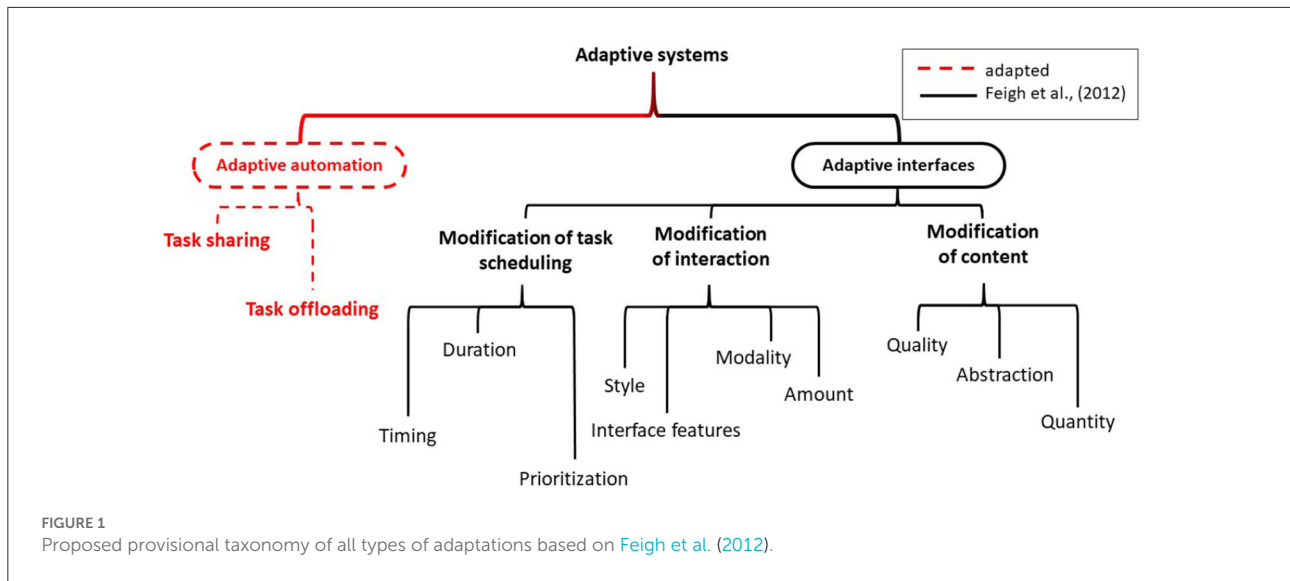 Adaptive systems
adapted
Feigh et al., (2012)
Adaptive automation
Adaptive interfaces
Task sharing
Task offloading
Modification of task
scheduling
Modification
of interaction
Modification
of content
Duration
Timing
Prioritization
Style
Interface features
Modality
Amount
Quality
Abstraction
Quantity
FIGURE 1
Proposed provisional taxonomy of all types of adaptations based on Feigh et al. (2012).